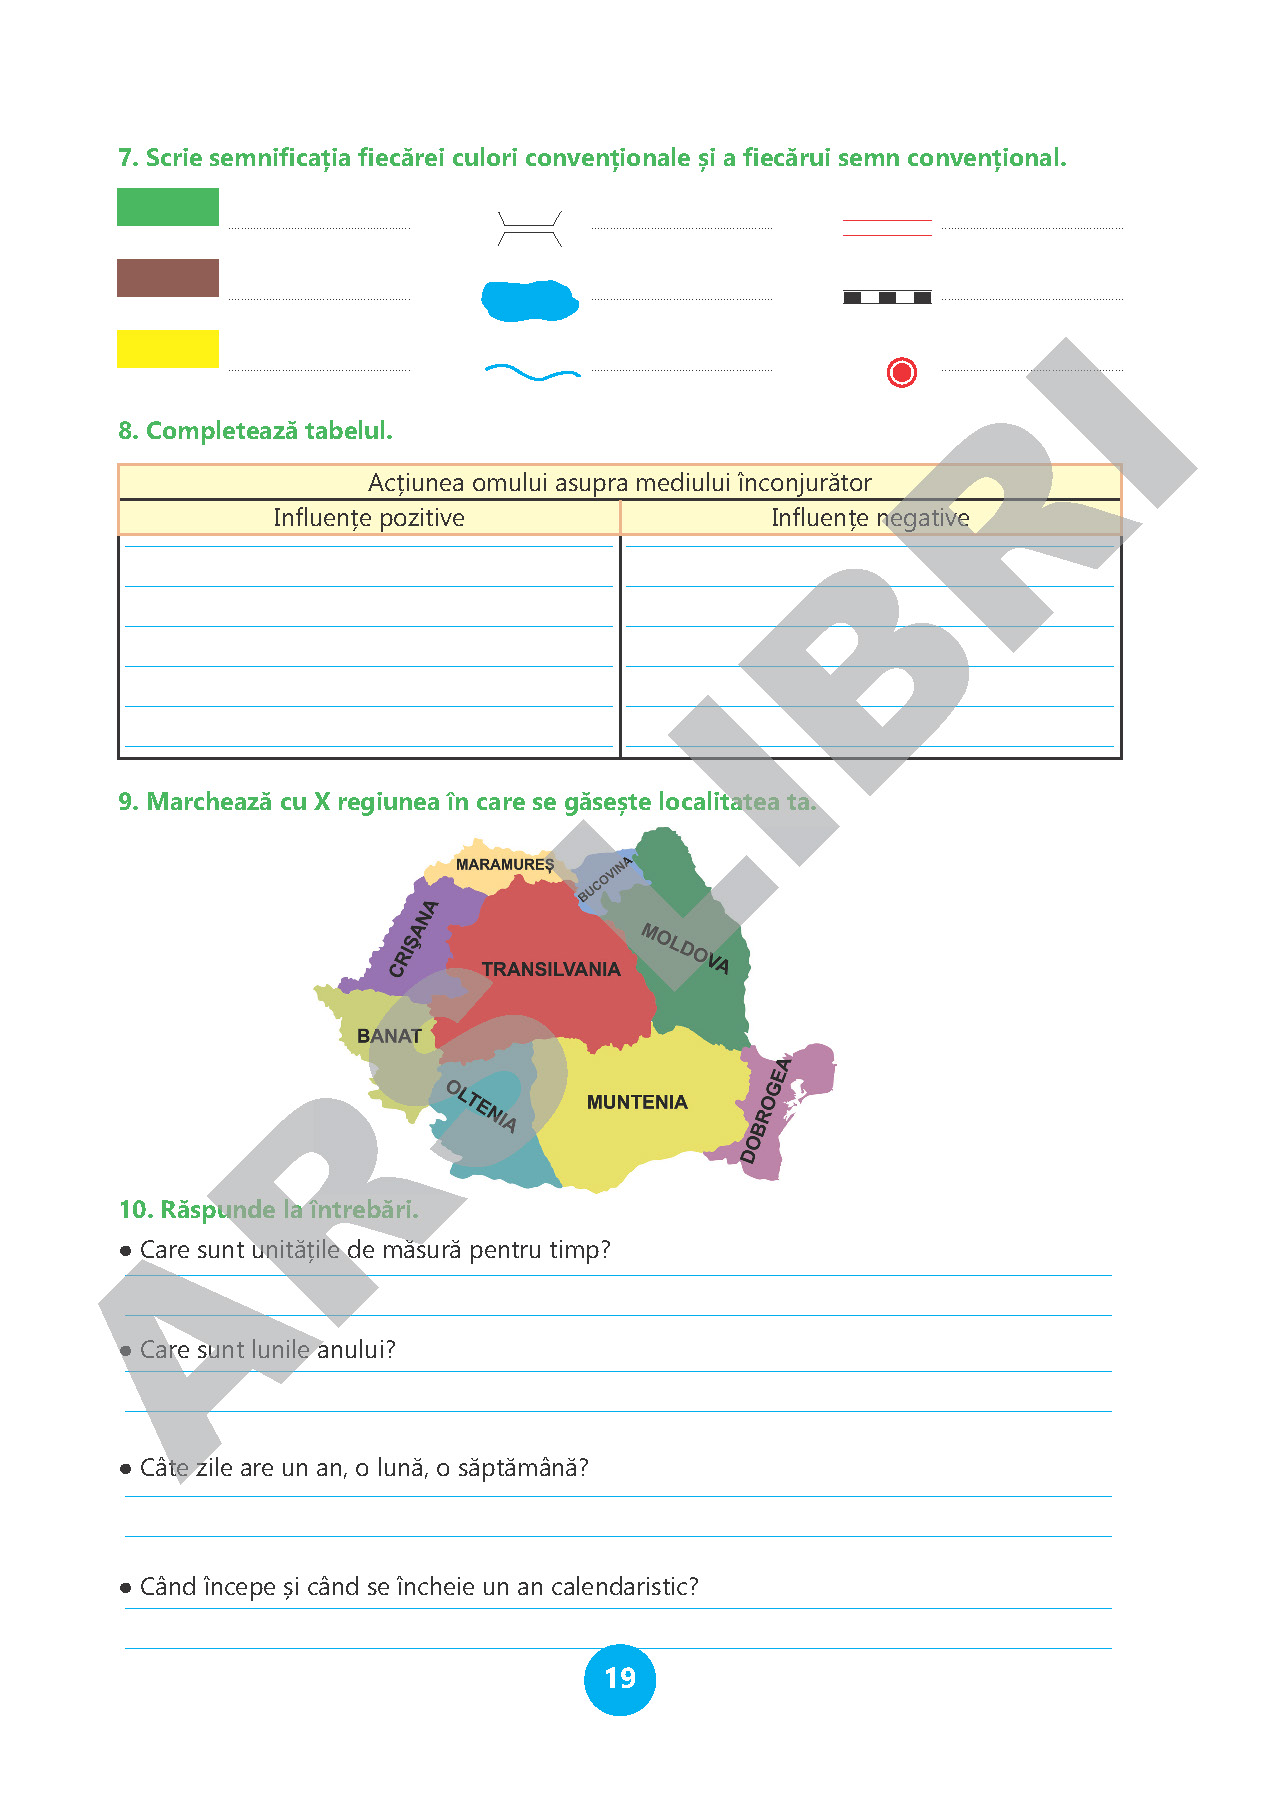 7. Scrie semnificația fiecărei culori convenționale și a fiecărui semn convențional.
8. Completează tabelul.
Acțiunea omului asupra mediului înconjurător
Influențe pozitive
Influențe negative
9. Marchează cu X regiunea în care se găsește localitatea ta.
MARAMUREȘ
BUCOVINA
CRIȘANA
MOLDOVA
TRANSILVANIA
BANAT
OLTENIA
MUNTENIA
DOBROGEA
10. Răspunde la întrebări.
● Care sunt unitățile de măsură pentru timp?
● Care sunt lunile anului?
● Câte zile are un an, o lună, o săptămână?
● Când începe și când se încheie un an calendaristic?
19
ARS LIBRI